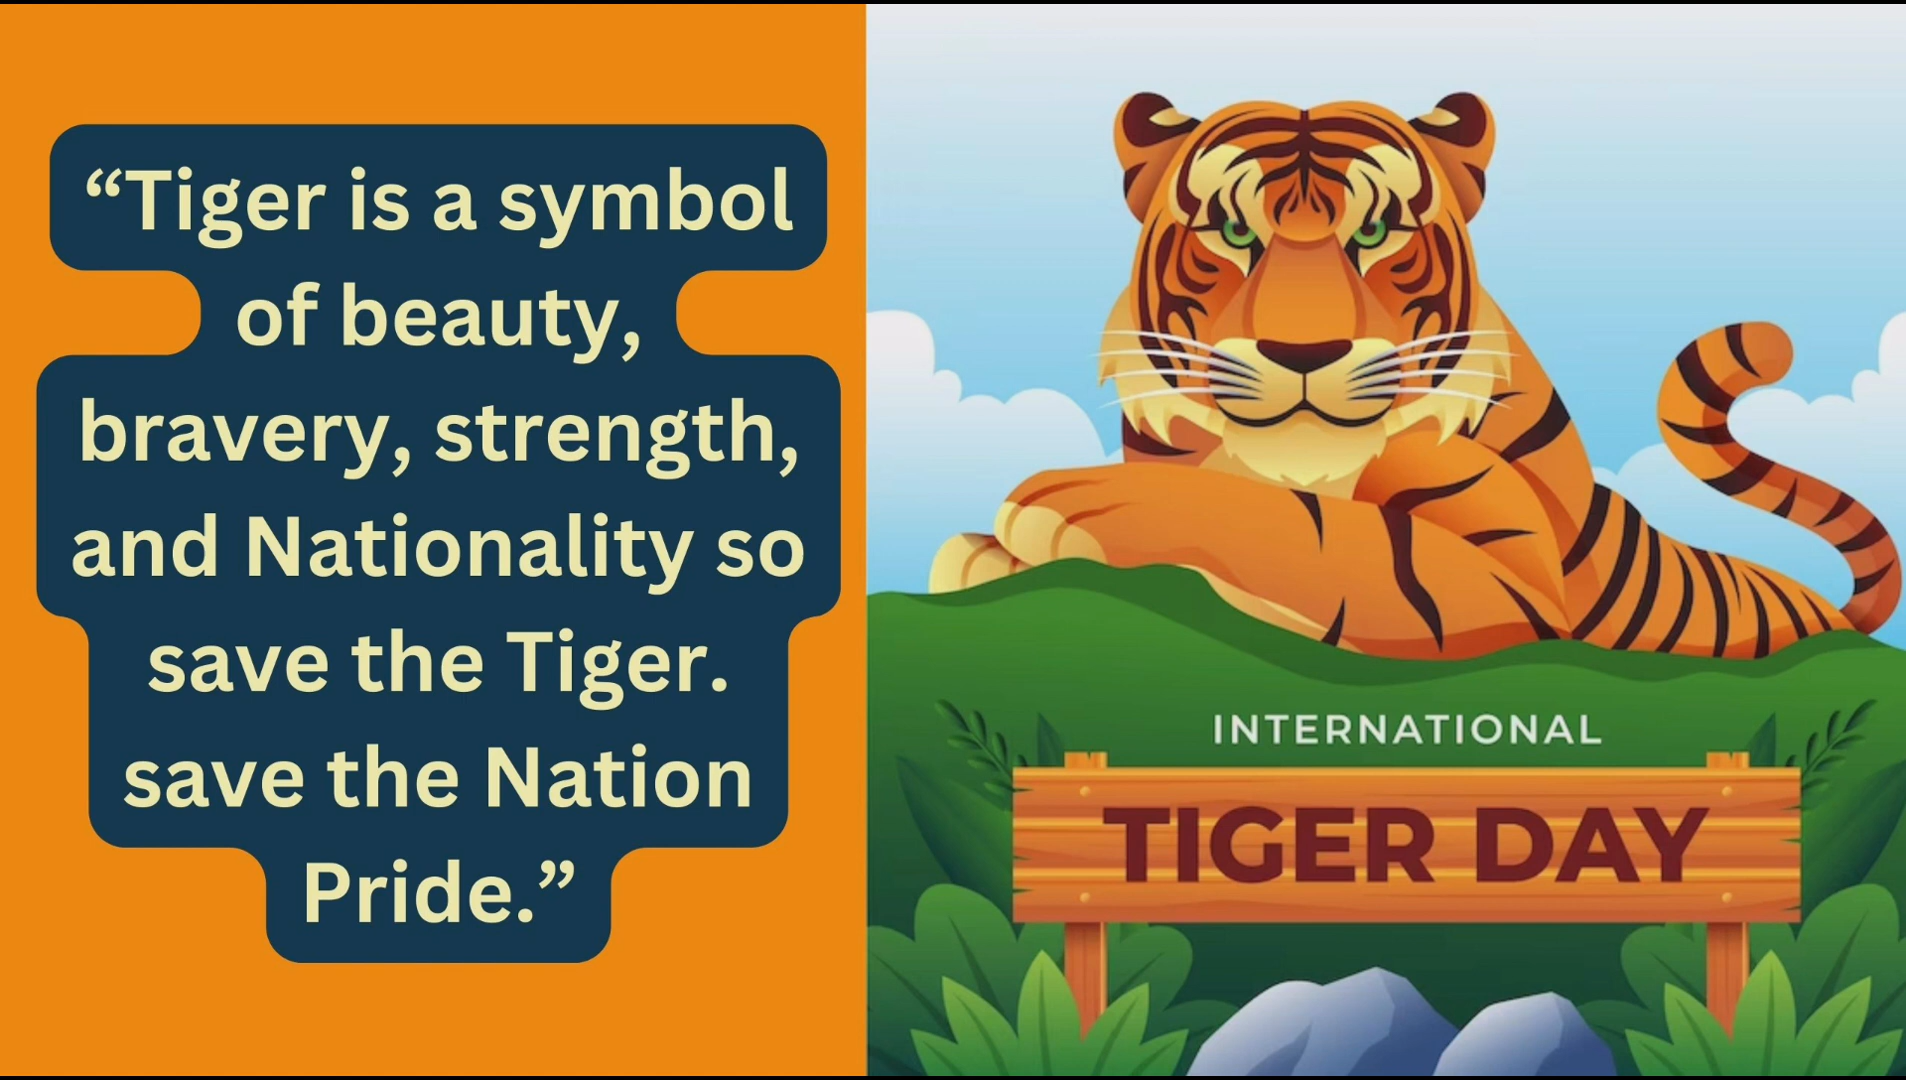 “Tiger is a symbol
of beauty,
bravery, strength,
and Nationality so
save the Tiger.
save the Nation
Pride.”
INTERNATIONAL
TIGER DAY